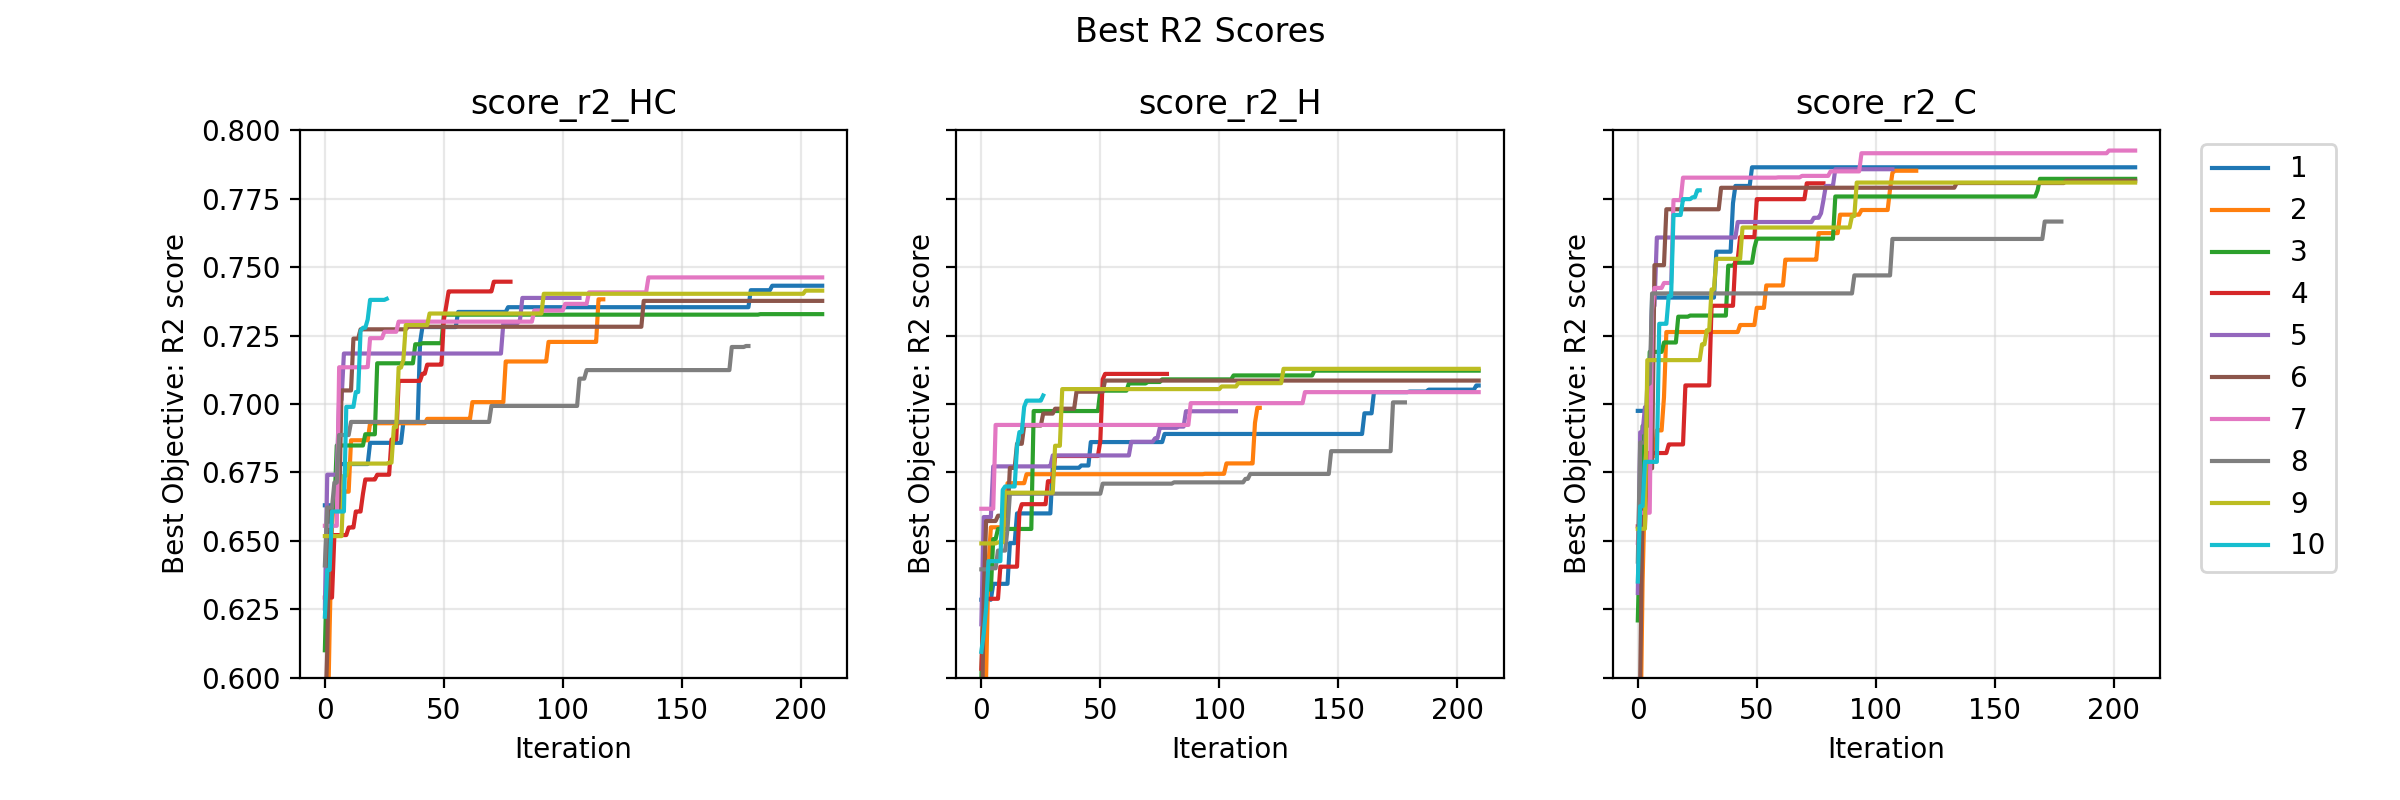 Best R2 Scores
score_r2_HC
score_r2_H
score_r2_C
Best Objective: R2 score
0.800
0.775
0.750
0.725
0.700
0.675
0.650
0.625
0.600
0 50 100 150 200
Iteration
Best Objective: R2 score
0 50 100 150 200
Iteration
Best Objective: R2 score
0 50 100 150 200
Iteration
1
2
3
4
5
6
7
8
9
10